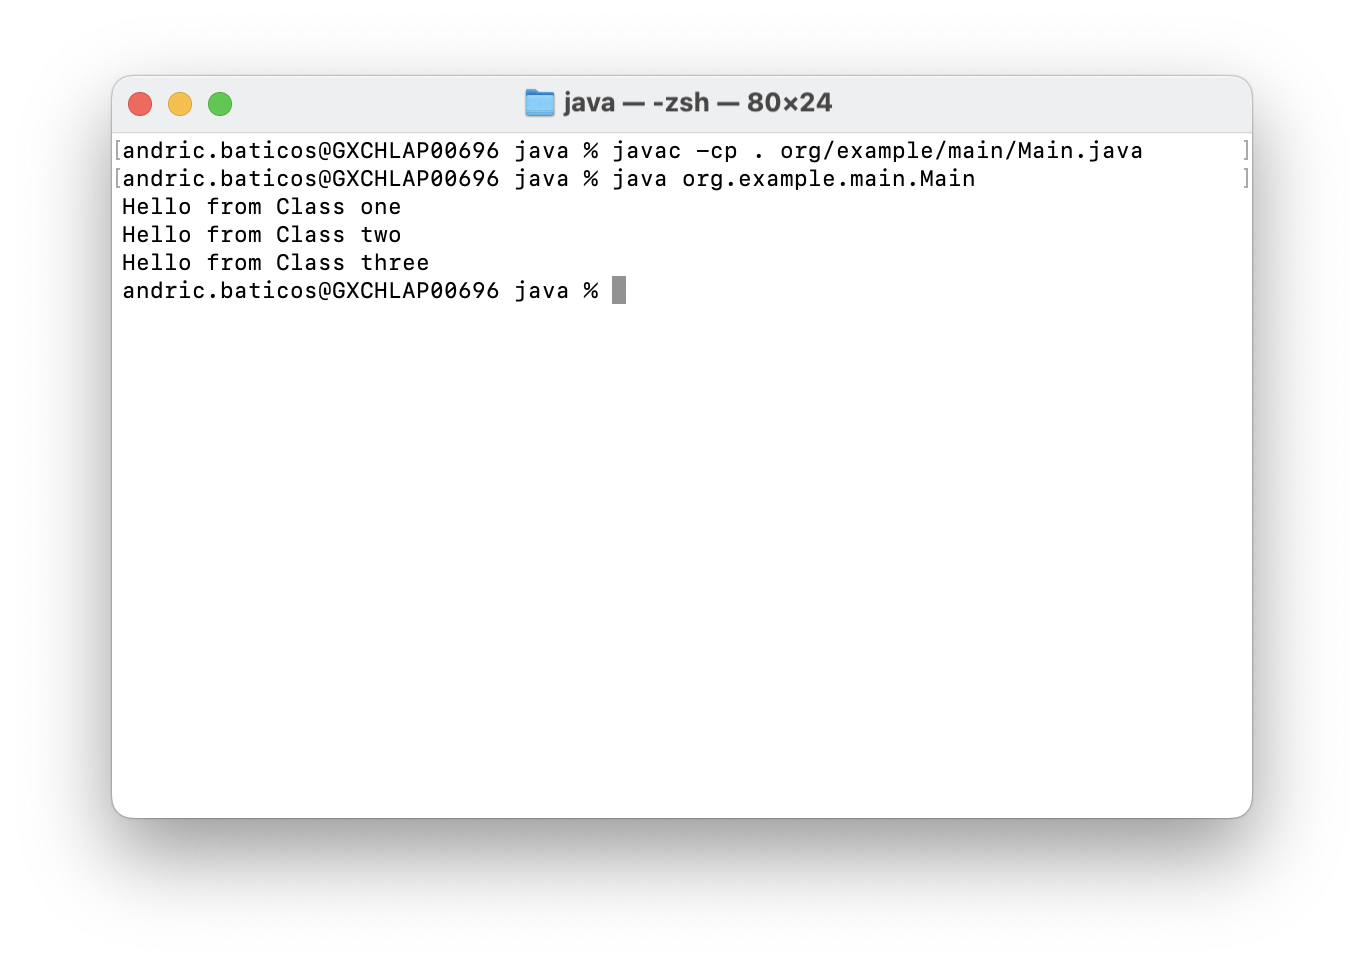 java — -zsh — 80×24
[andric.baticos@GXCHLAP00696 java % javac -cp . org/example/main/Main.java ]
[andric.baticos@GXCHLAP00696 java % java org.example.main.Main ]
Hello from Class one
Hello from Class two
Hello from Class three
andric.baticos@GXCHLAP00696 java %